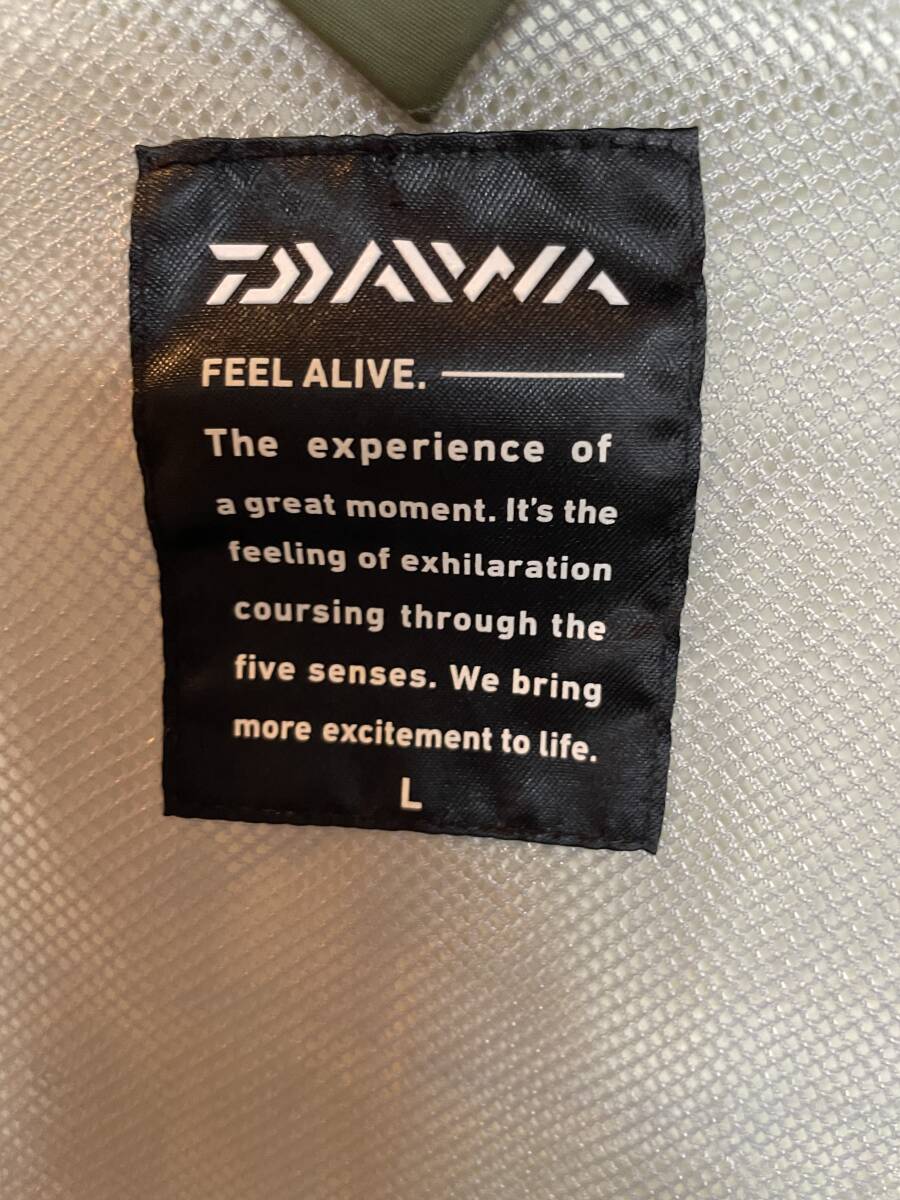 DAIWA
FEEL ALIVE.
The experience of
a great moment. It's the
feeling of exhilaration
coursing through the
five senses. We bring
more excitement to life.
L